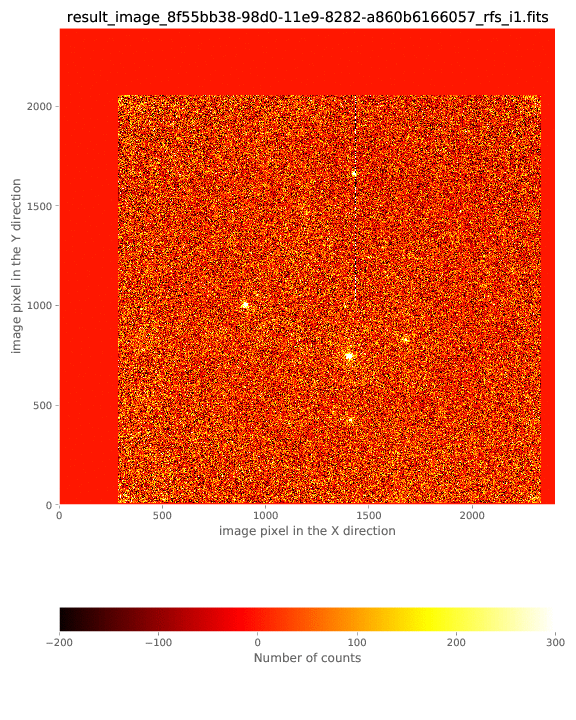 result_image_8f55bb38-98d0-11e9-8282-a860b6166057_rfs_i1.fits
2000
1500
1000
500
0
image pixel in the Y direction
0 500 1000 1500 2000
image pixel in the X direction
−200 −100 0 100 200 300
Number of counts